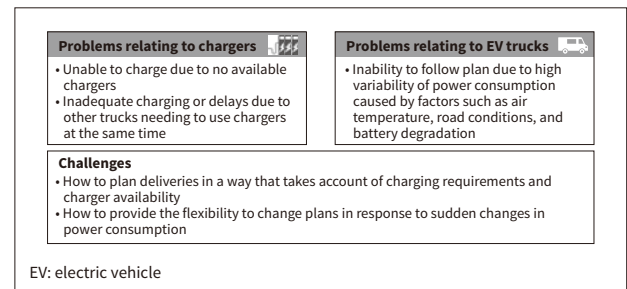 Problems relating to chargers
• Unable to charge due to no available
chargers
• Inadequate charging or delays due to
other trucks needing to use chargers
at the same time
Problems relating to EV trucks
• Inability to follow plan due to high
variability of power consumption
caused by factors such as air
temperature, road conditions, and
battery degradation
Challenges
• How to plan deliveries in a way that takes account of charging requirements and
charger availability
• How to provide the flexibility to change plans in response to sudden changes in
power consumption
EV: electric vehicle